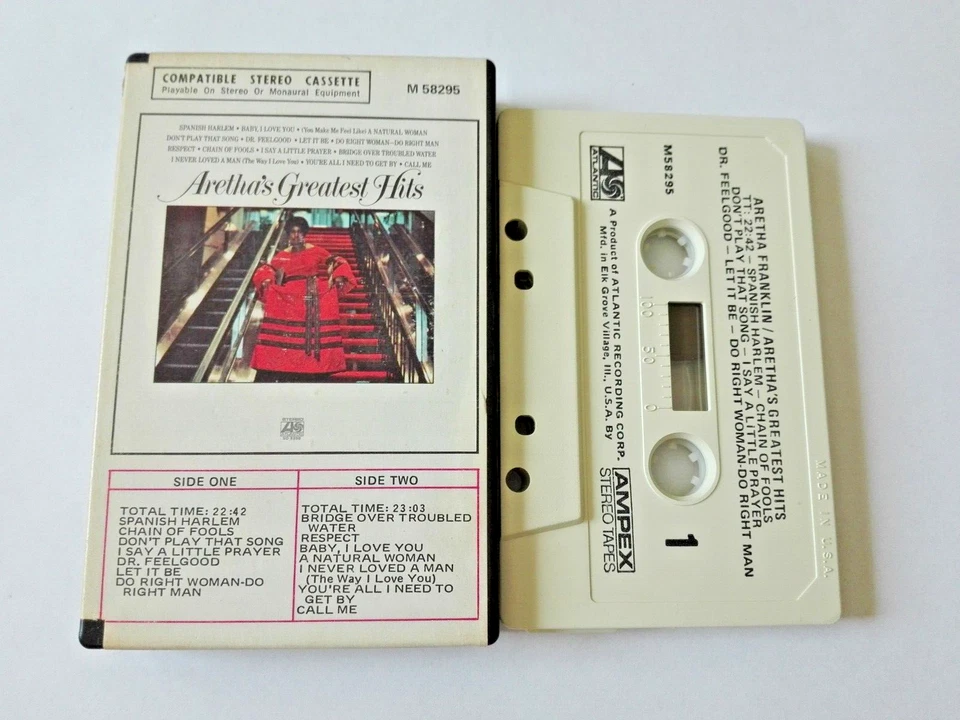 COMPATIBLE STEREO CASSETTE
Playable On Stereo Or Monaural Equipment
M 58295
SPANISH HARLEM • BABY, I LOVE YOU • (You Make Me Feel Like) A NATURAL WOMAN
DON'T PLAY THAT SONG • DR. FEELGOOD • LET IT BE • DO RIGHT WOMAN—DO RIGHT MAN
RESPECT • CHAIN OF FOOLS • I SAY A LITTLE PRAYER • BRIDGE OVER TROUBLED WATER
I NEVER LOVED A MAN (The Way I Love You) • YOU'RE ALL I NEED TO GET BY • CALL ME
Aretha's Greatest Hits
SIDE ONE
TOTAL TIME: 22:42
SPANISH HARLEM
CHAIN OF FOOLS
DON'T PLAY THAT SONG
I SAY A LITTLE PRAYER
DR. FEELGOOD
LET IT BE
DO RIGHT WOMAN-DO
RIGHT MAN
SIDE TWO
TOTAL TIME: 23:03
BRIDGE OVER TROUBLED
WATER
RESPECT
BABY, I LOVE YOU
A NATURAL WOMAN
I NEVER LOVED A MAN
(The Way I Love You)
YOU'RE ALL I NEED TO
GET BY
CALL ME
ARETHA FRANKLIN / ARETHA'S GREATEST HITS
TT: 22:42 – SPANISH HARLEM – CHAIN OF FOOLS
DON'T PLAY THAT SONG – I SAY A LITTLE PRAYER
DR. FEELGOOD – LET IT BE – DO RIGHT WOMAN-DO RIGHT MAN
M58295
ATLANTIC
100 50 0
1
A Product of ATLANTIC RECORDING CORP.
Mfd. in Elk Grove Village, Ill., U.S.A. By
AMPEX
STEREO TAPES
MADE IN U.S.A.